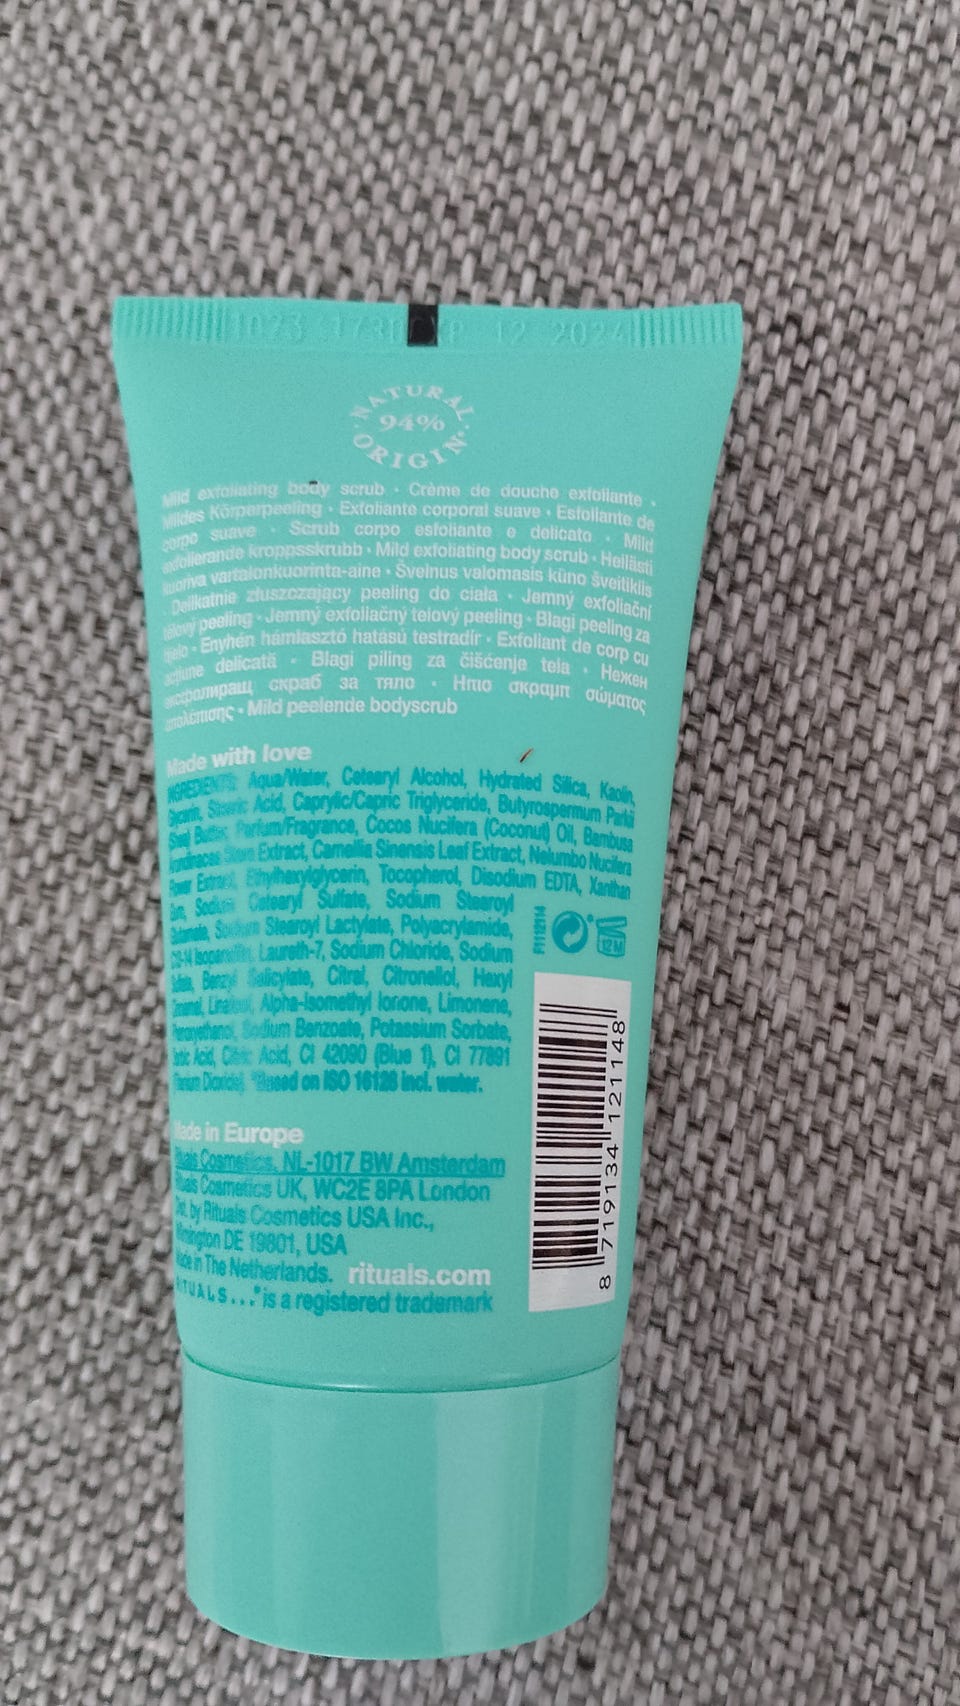 1023 173 EXP 12 2024
NATURAL
94%
ORIGIN*
Mild exfoliating body scrub · Crème de douche exfoliante ·
Mildes Körperpeeling · Exfoliante corporal suave · Esfoliante de
corpo suave · Scrub corpo esfoliante e delicato · Mild
exfolierande kroppsskrubb · Mild exfoliating body scrub · Hellästi
kuoriva vartalonkuorinta-aine · Švelnus valomasis kūno šveitiklis
· Delikatnie złuszczający peeling do ciała · Jemný exfoliační
tělový peeling · Jemný exfoliačný telový peeling · Blagi peeling za
tijelo · Enyhén hámlasztó hatású testradír · Exfoliant de corp cu
acțiune delicată · Blagi piling za čišćenje tela · Нежен
ексфолиращ скраб за тяло · Ήπιο σκραμπ σώματος
απολέπισης · Mild peelende bodyscrub
Made with love
INGREDIENTS: Aqua/Water, Cetearyl Alcohol, Hydrated Silica, Kaolin,
Glycerin, Stearic Acid, Caprylic/Capric Triglyceride, Butyrospermum Parkii
(Shea) Butter, Parfum/Fragrance, Cocos Nucifera (Coconut) Oil, Bambusa
Arundinacea Stem Extract, Camellia Sinensis Leaf Extract, Nelumbo Nucifera
Flower Extract, Ethylhexylglycerin, Tocopherol, Disodium EDTA, Xanthan
Gum, Sodium Cetearyl Sulfate, Sodium Stearoyl
Glutamate, Sodium Stearoyl Lactylate, Polyacrylamide,
C13-14 Isoparaffin, Laureth-7, Sodium Chloride, Sodium
Sulfate, Benzyl Salicylate, Citral, Citronellol, Hexyl
Cinnamal, Linalool, Alpha-Isomethyl Ionone, Limonene,
Phenoxyethanol, Sodium Benzoate, Potassium Sorbate,
Lactic Acid, Citric Acid, CI 42090 (Blue 1), CI 77891
(Titanium Dioxide). *Based on ISO 16128 incl. water.
F1112114
12 M
Made in Europe
Rituals Cosmetics, NL-1017 BW Amsterdam
Rituals Cosmetics UK, WC2E 8PA London
Dist. by Rituals Cosmetics USA Inc.,
Wilmington DE 19801, USA
Made in The Netherlands. rituals.com
RITUALS...® is a registered trademark
8 719134 121148